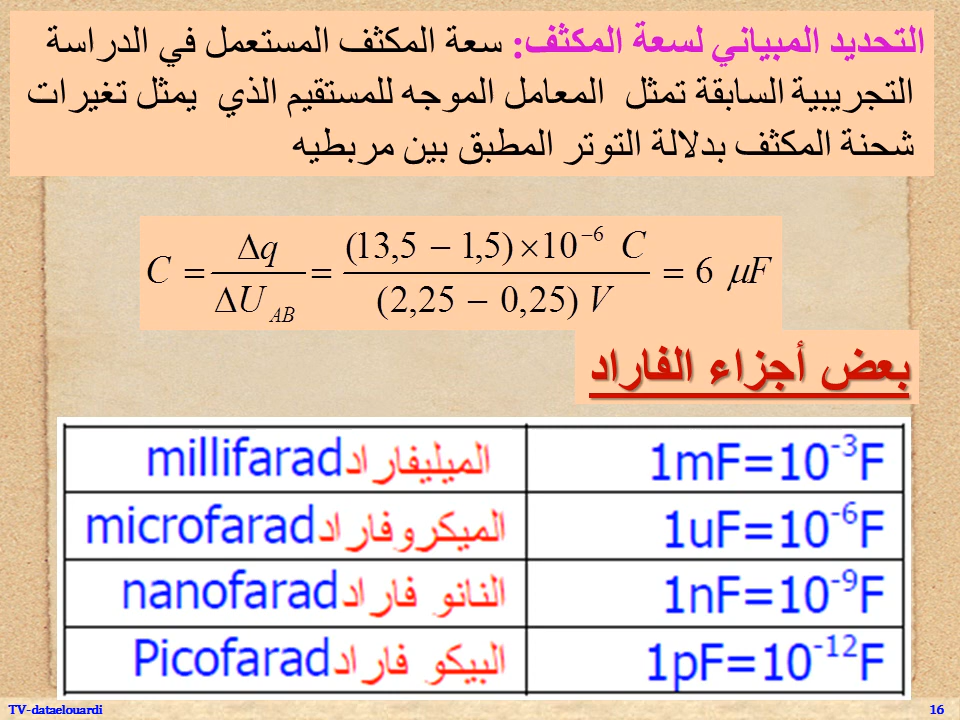 التحديد المبياني لسعة المكثف: سعة المكثف المستعمل في الدراسة
التجريبية السابقة تمثل المعامل الموجه للمستقيم الذي يمثل تغيرات
شحنة المكثف بدلالة التوتر المطبق بين مربطيه
C = Δq / ΔU_AB = (13,5 − 1,5)×10⁻⁶ C / (2,25 − 0,25) V = 6 μF
بعض أجزاء الفاراد
millifarad الميليفاراد 1mF=10⁻³F
microfarad الميكروفاراد 1uF=10⁻⁶F
nanofarad النانو فاراد 1nF=10⁻⁹F
Picofarad البيكو فاراد 1pF=10⁻¹²F
TV-dataelouardi 16